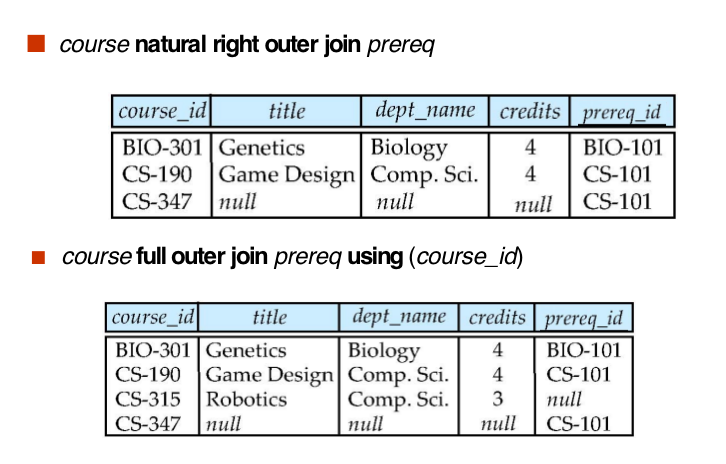 course natural right outer join prereq
course_id title dept_name credits prereq_id
BIO-301 Genetics Biology 4 BIO-101
CS-190 Game Design Comp. Sci. 4 CS-101
CS-347 null null null CS-101
course full outer join prereq using (course_id)
course_id title dept_name credits prereq_id
BIO-301 Genetics Biology 4 BIO-101
CS-190 Game Design Comp. Sci. 4 CS-101
CS-315 Robotics Comp. Sci. 3 null
CS-347 null null null CS-101